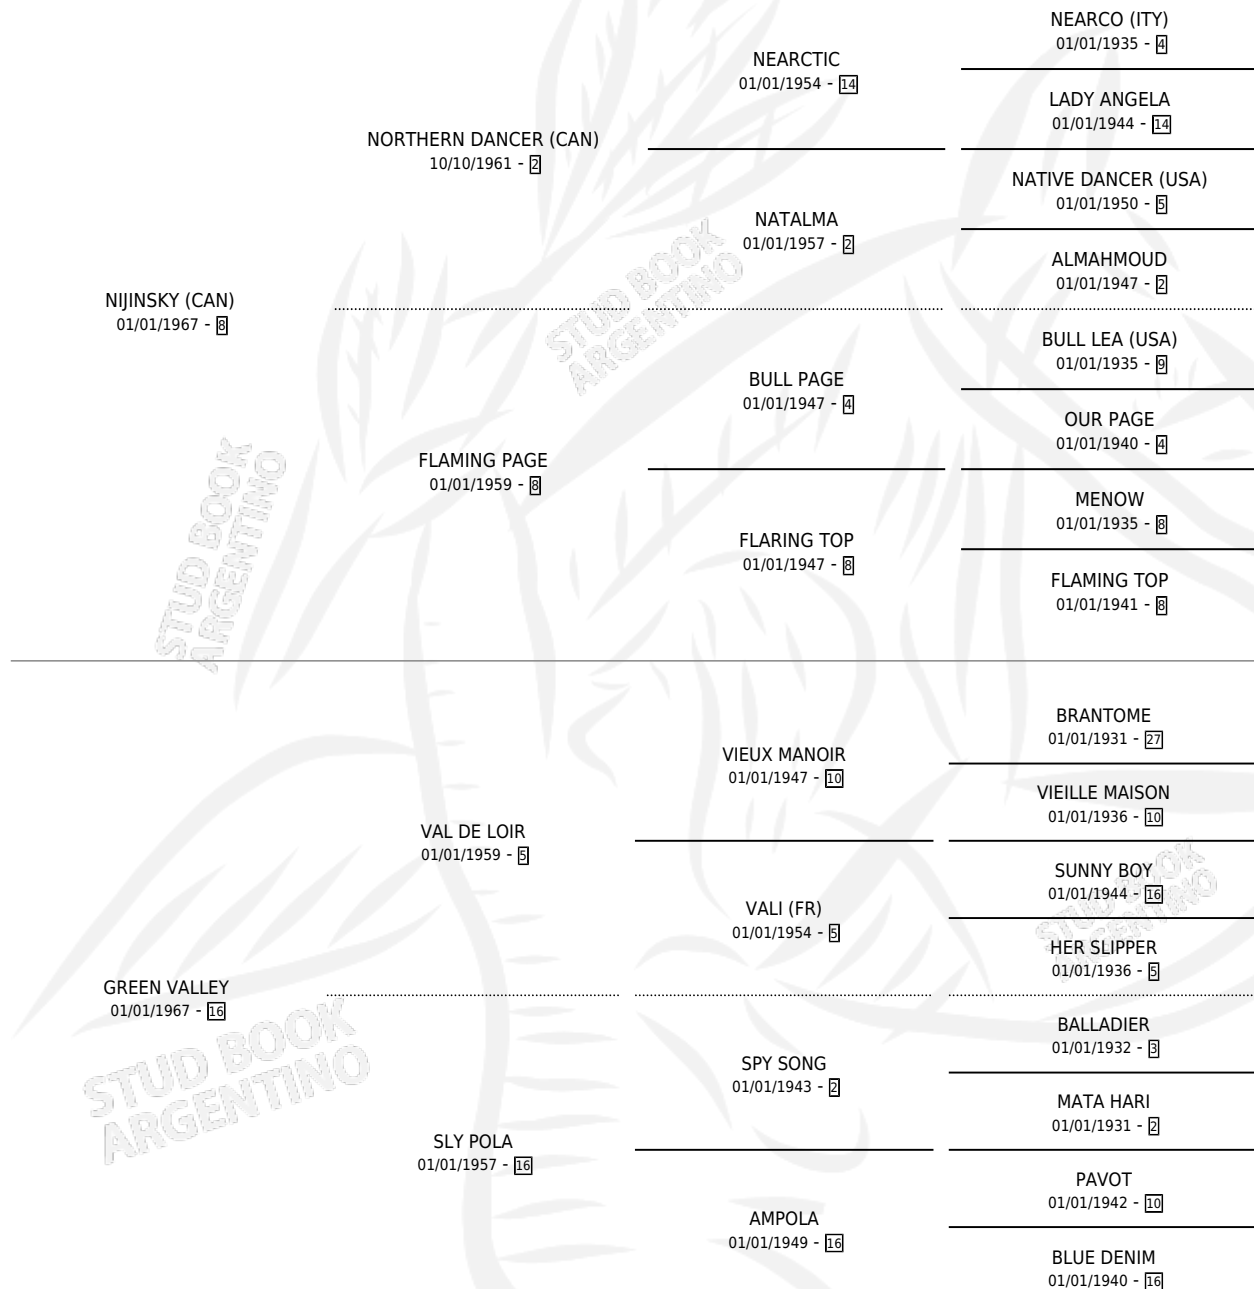 NEARCO (ITY)
01/01/1935 - 4
NEARCTIC
01/01/1954 - 14
LADY ANGELA
01/01/1944 - 14
NORTHERN DANCER (CAN)
10/10/1961 - 2
NATIVE DANCER (USA)
01/01/1950 - 5
NATALMA
01/01/1957 - 2
ALMAHMOUD
01/01/1947 - 2
NIJINSKY (CAN)
01/01/1967 - 8
STUD BOOK
ARGENTINO
BULL LEA (USA)
01/01/1935 - 9
BULL PAGE
01/01/1947 - 4
OUR PAGE
01/01/1940 - 4
FLAMING PAGE
01/01/1959 - 8
MENOW
01/01/1935 - 8
FLARING TOP
01/01/1947 - 8
FLAMING TOP
01/01/1941 - 8
STUD BOOK
ARGENTINO
BRANTOME
01/01/1931 - 27
VIEUX MANOIR
01/01/1947 - 10
VIEILLE MAISON
01/01/1936 - 10
VAL DE LOIR
01/01/1959 - 5
SUNNY BOY
01/01/1944 - 16
VALI (FR)
01/01/1954 - 5
STUD BOOK
ARGENTINO
HER SLIPPER
01/01/1936 - 5
GREEN VALLEY
01/01/1967 - 16
BALLADIER
01/01/1932 - 3
SPY SONG
01/01/1943 - 2
MATA HARI
01/01/1931 - 2
STUD BOOK
ARGENTINO
SLY POLA
01/01/1957 - 16
PAVOT
01/01/1942 - 10
AMPOLA
01/01/1949 - 16
BLUE DENIM
01/01/1940 - 16